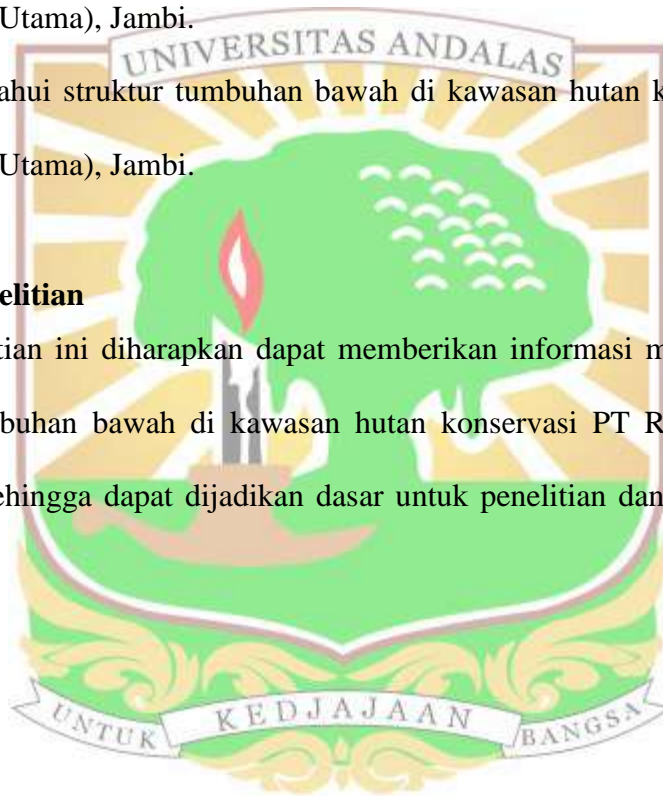 Utama), Jambi.
UNIVERSITAS ANDALAS
ahui struktur tumbuhan bawah di kawasan hutan k
Utama), Jambi.
elitian
tian ini diharapkan dapat memberikan informasi m
buhan bawah di kawasan hutan konservasi PT R
ehingga dapat dijadikan dasar untuk penelitian dan
UNTUK KEDJAJAAN BANGSA